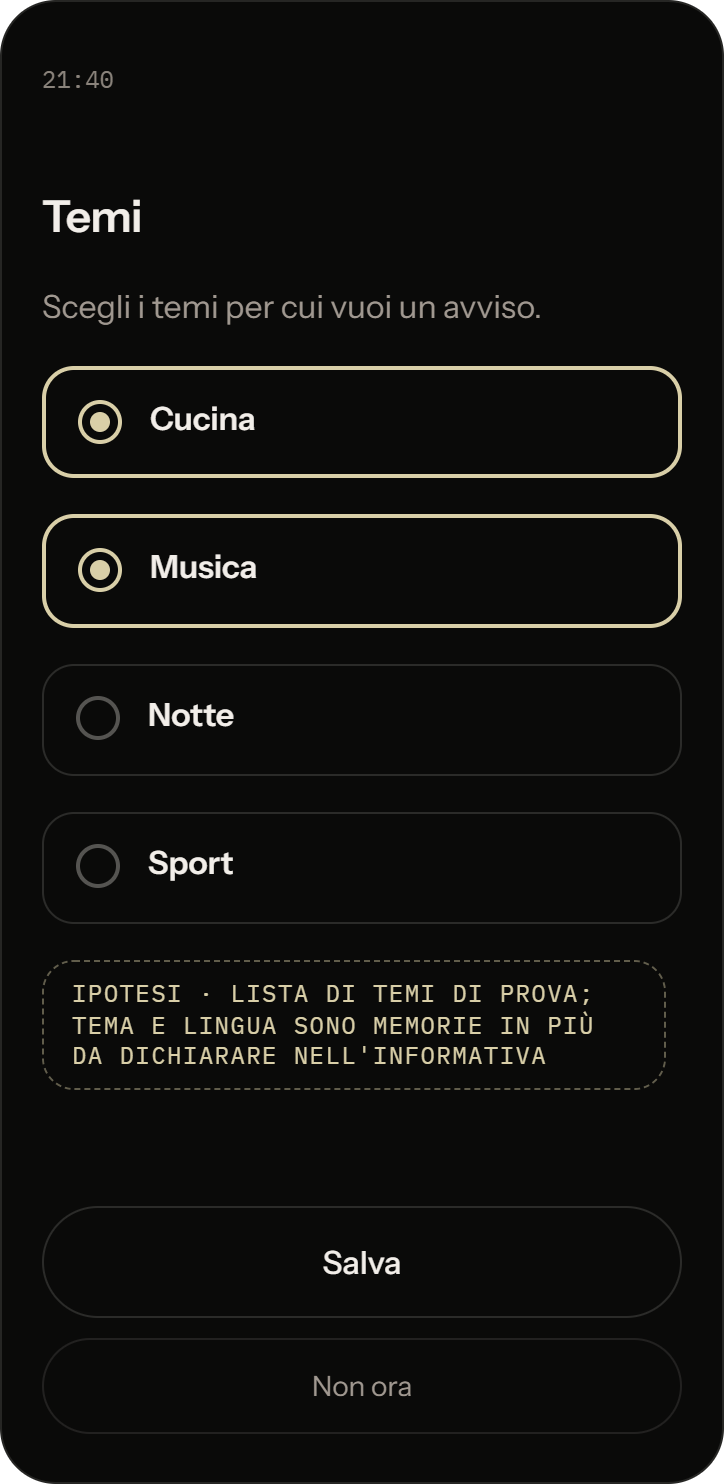 21:40
Temi
Scegli i temi per cui vuoi un avviso.
Cucina
Musica
Notte
Sport
IPOTESI · LISTA DI TEMI DI PROVA;
TEMA E LINGUA SONO MEMORIE IN PIÙ
DA DICHIARARE NELL'INFORMATIVA
Salva
Non ora